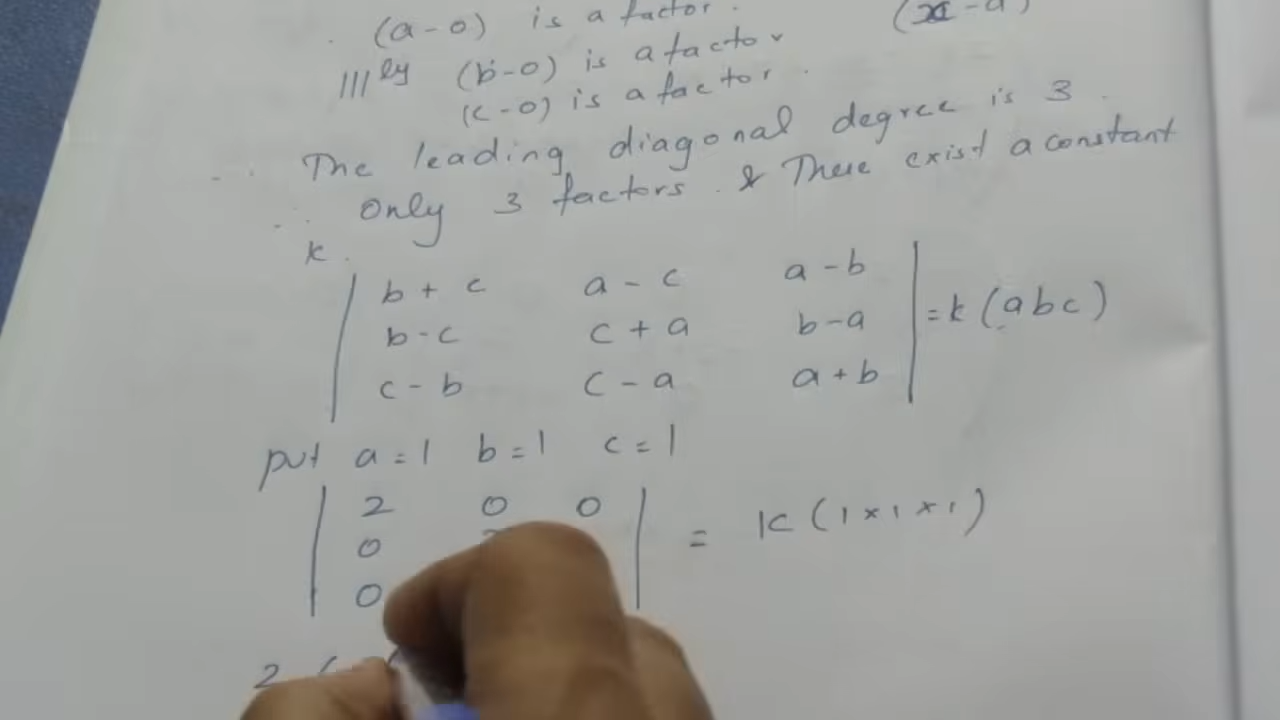 (a-0) is a factor.
(x-a)
|||ly (b-0) is a factor
(c-0) is a factor.
The leading diagonal degree is 3.
∴ only 3 factors. & There exist a constant
k.
b+c a-c a-b
b-c c+a b-a = k(abc)
c-b c-a a+b
put a=1 b=1 c=1
2 0 0
0 = k(1×1×1)
0
2 (